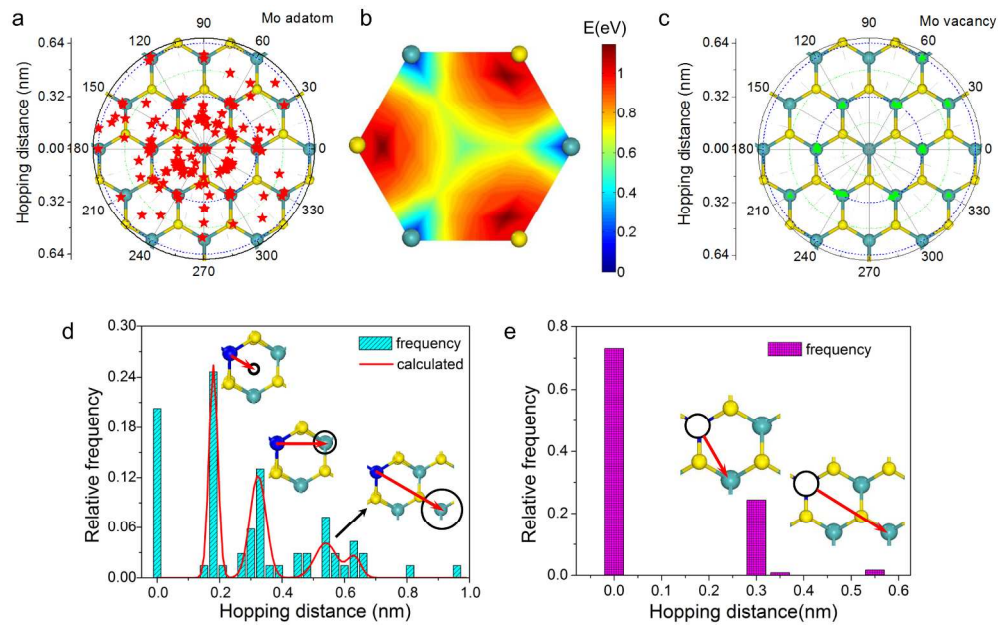 a
Mo adatom
Hopping distance (nm)
0.64
0.32
0.00
0.32
0.64
90
120
60
150
30
180
0
210
330
240
300
270
b
E(eV)
1
0.8
0.6
0.4
0.2
0
c
Mo vacancy
Hopping distance (nm)
0.64
0.32
0.00
0.32
0.64
90
120
60
150
30
180
0
210
330
240
300
270
d
Relative frequency
0.30
0.24
0.18
0.12
0.06
0.00
frequency
calculated
0.0 0.2 0.4 0.6 0.8 1.0
Hopping distance (nm)
e
Relative frequency
0.8
0.6
0.4
0.2
0.0
frequency
0.0 0.1 0.2 0.3 0.4 0.5 0.6
Hopping distance(nm)